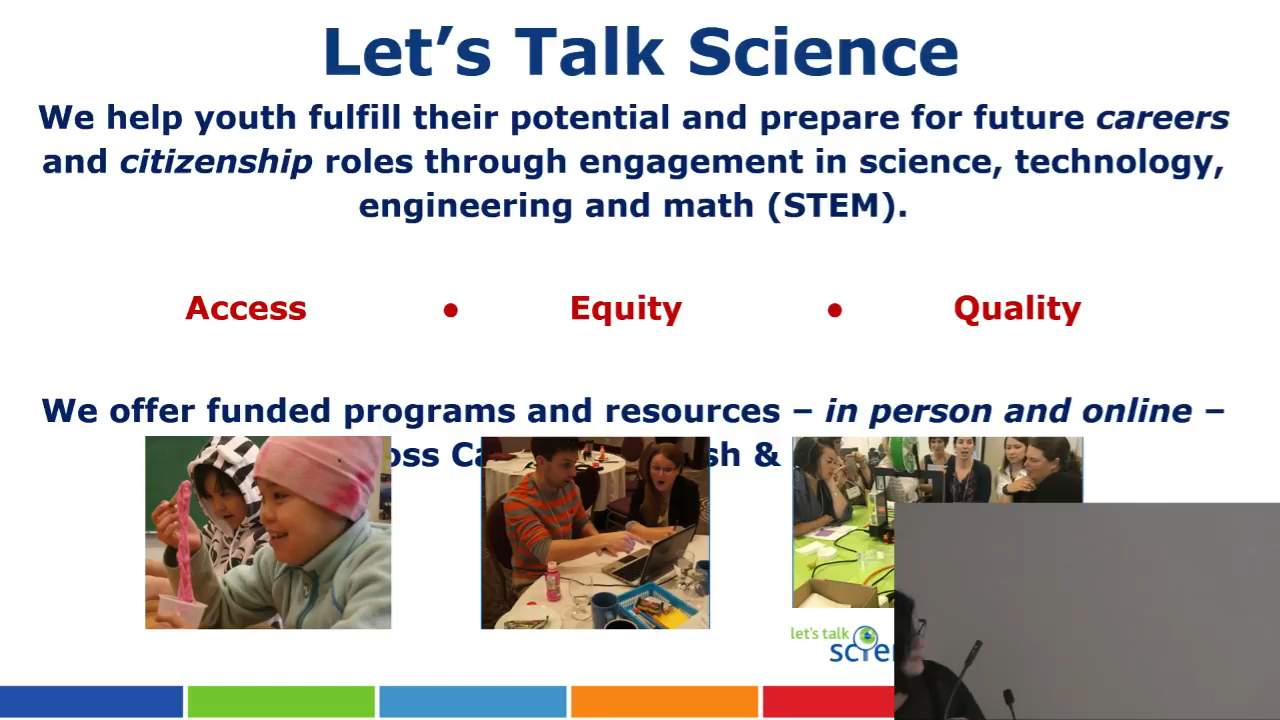 Let's Talk Science
We help youth fulfill their potential and prepare for future careers
and citizenship roles through engagement in science, technology,
engineering and math (STEM).
Access • Equity • Quality
We offer funded programs and resources – in person and online –
&
let's talk